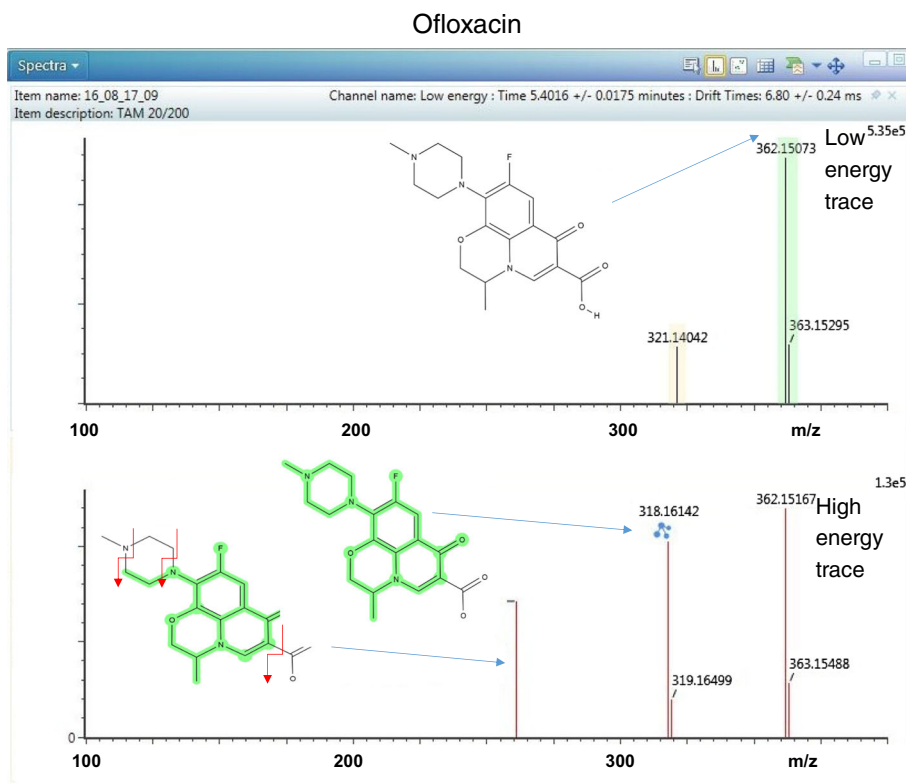 Ofloxacin
Spectra
Item name: 16_08_17_09
Channel name: Low energy : Time 5.4016 +/- 0.0175 minutes : Drift Times: 6.80 +/- 0.24 ms
Item description: TAM 20/200
5.35e5
Low
energy
trace
362.15073
363.15295
321.14042
N
N
F
O
O
N
O
O
H
100
200
300
m/z
1.3e5
High
energy
trace
362.15167
318.16142
363.15488
319.16499
N
N
F
O
O
N
O
O
N
N
F
O
N
O
0
100
200
300
m/z